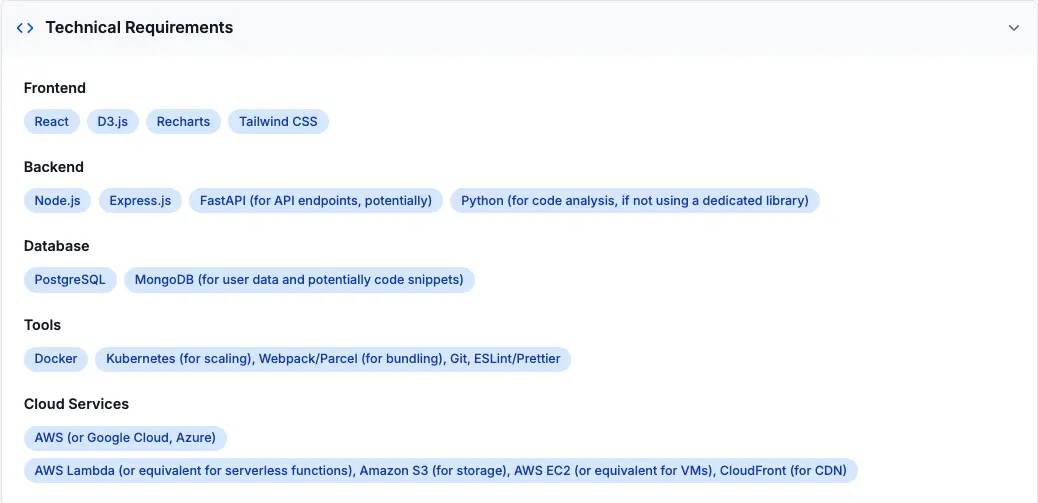 Technical Requirements
Frontend
React D3.js Recharts Tailwind CSS
Backend
Node.js Express.js FastAPI (for API endpoints, potentially) Python (for code analysis, if not using a dedicated library)
Database
PostgreSQL MongoDB (for user data and potentially code snippets)
Tools
Docker Kubernetes (for scaling), Webpack/Parcel (for bundling), Git, ESLint/Prettier
Cloud Services
AWS (or Google Cloud, Azure)
AWS Lambda (or equivalent for serverless functions), Amazon S3 (for storage), AWS EC2 (or equivalent for VMs), CloudFront (for CDN)